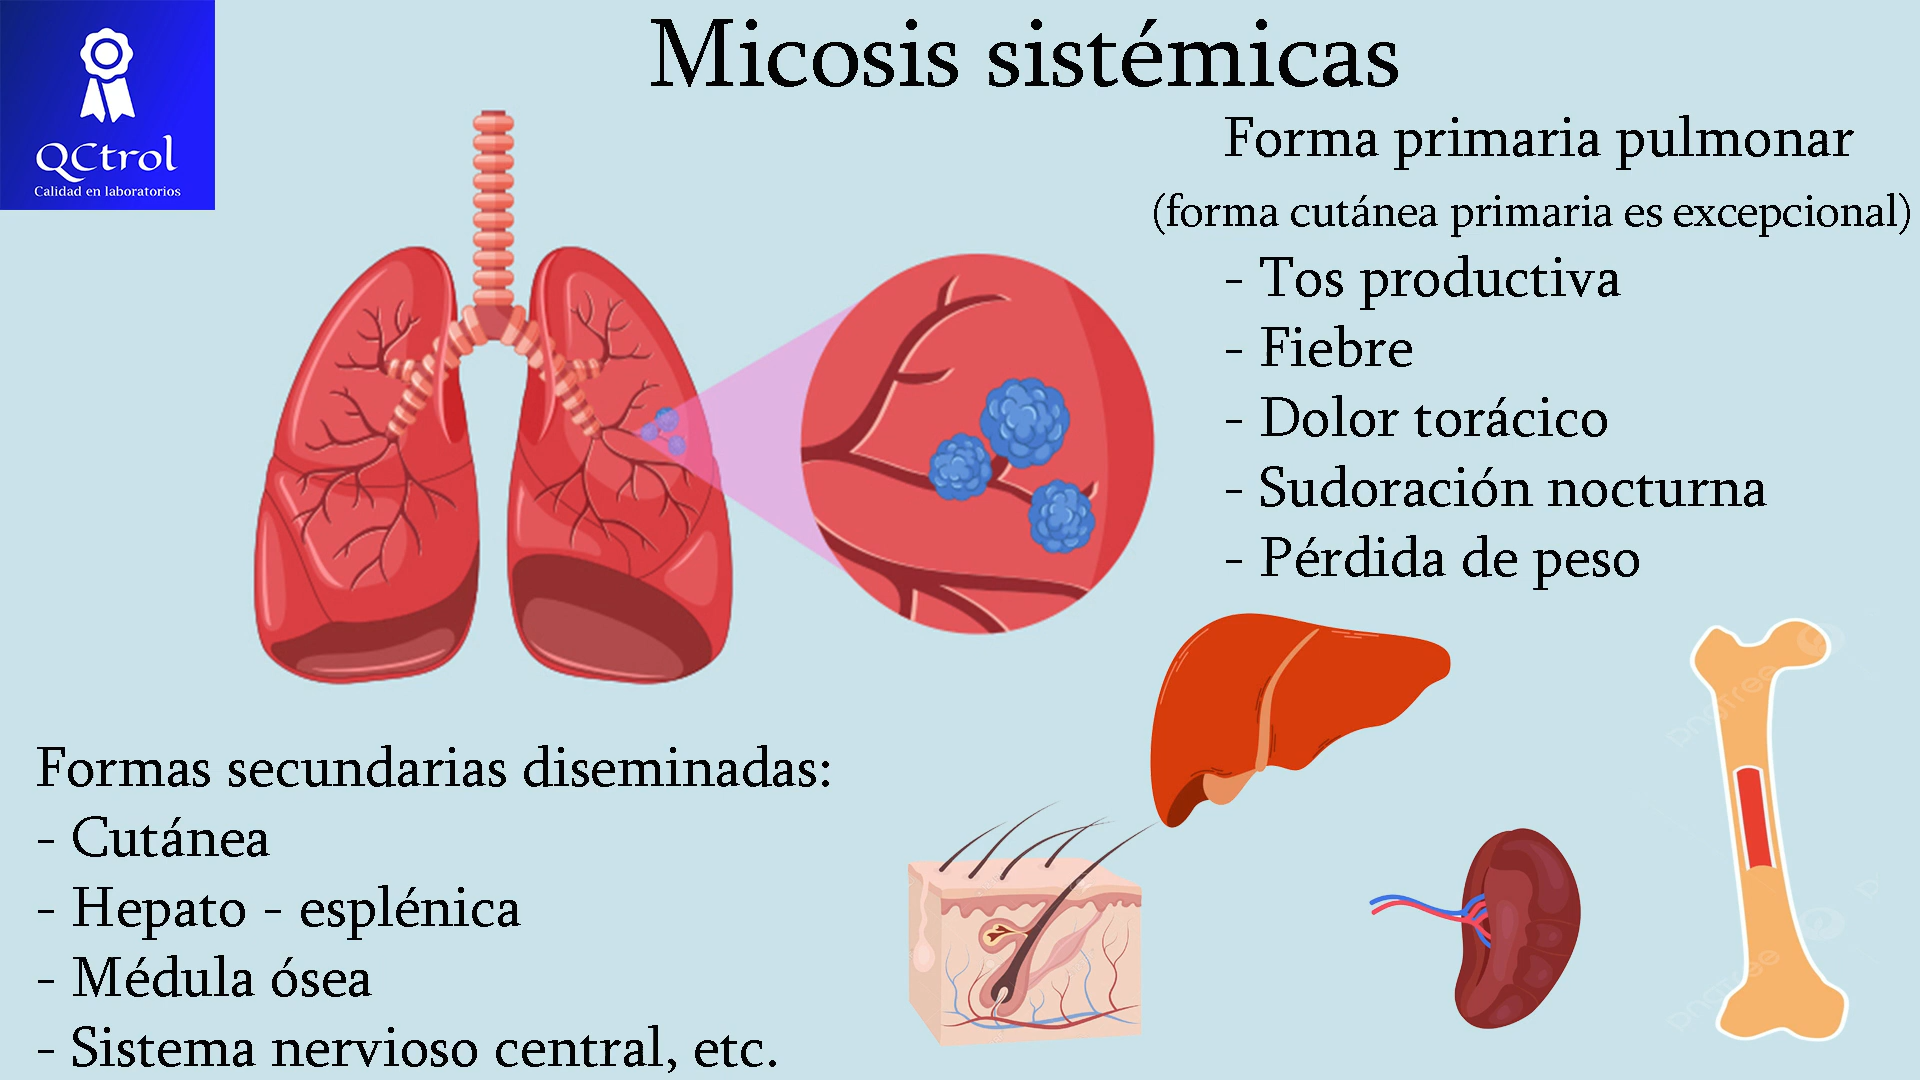 QCtrol
Calidad en laboratorios
Micosis sistémicas
Forma primaria pulmonar
(forma cutánea primaria es excepcional)
- Tos productiva
- Fiebre
- Dolor torácico
- Sudoración nocturna
- Pérdida de peso
Formas secundarias diseminadas:
- Cutánea
- Hepato - esplénica
- Médula ósea
- Sistema nervioso central, etc.